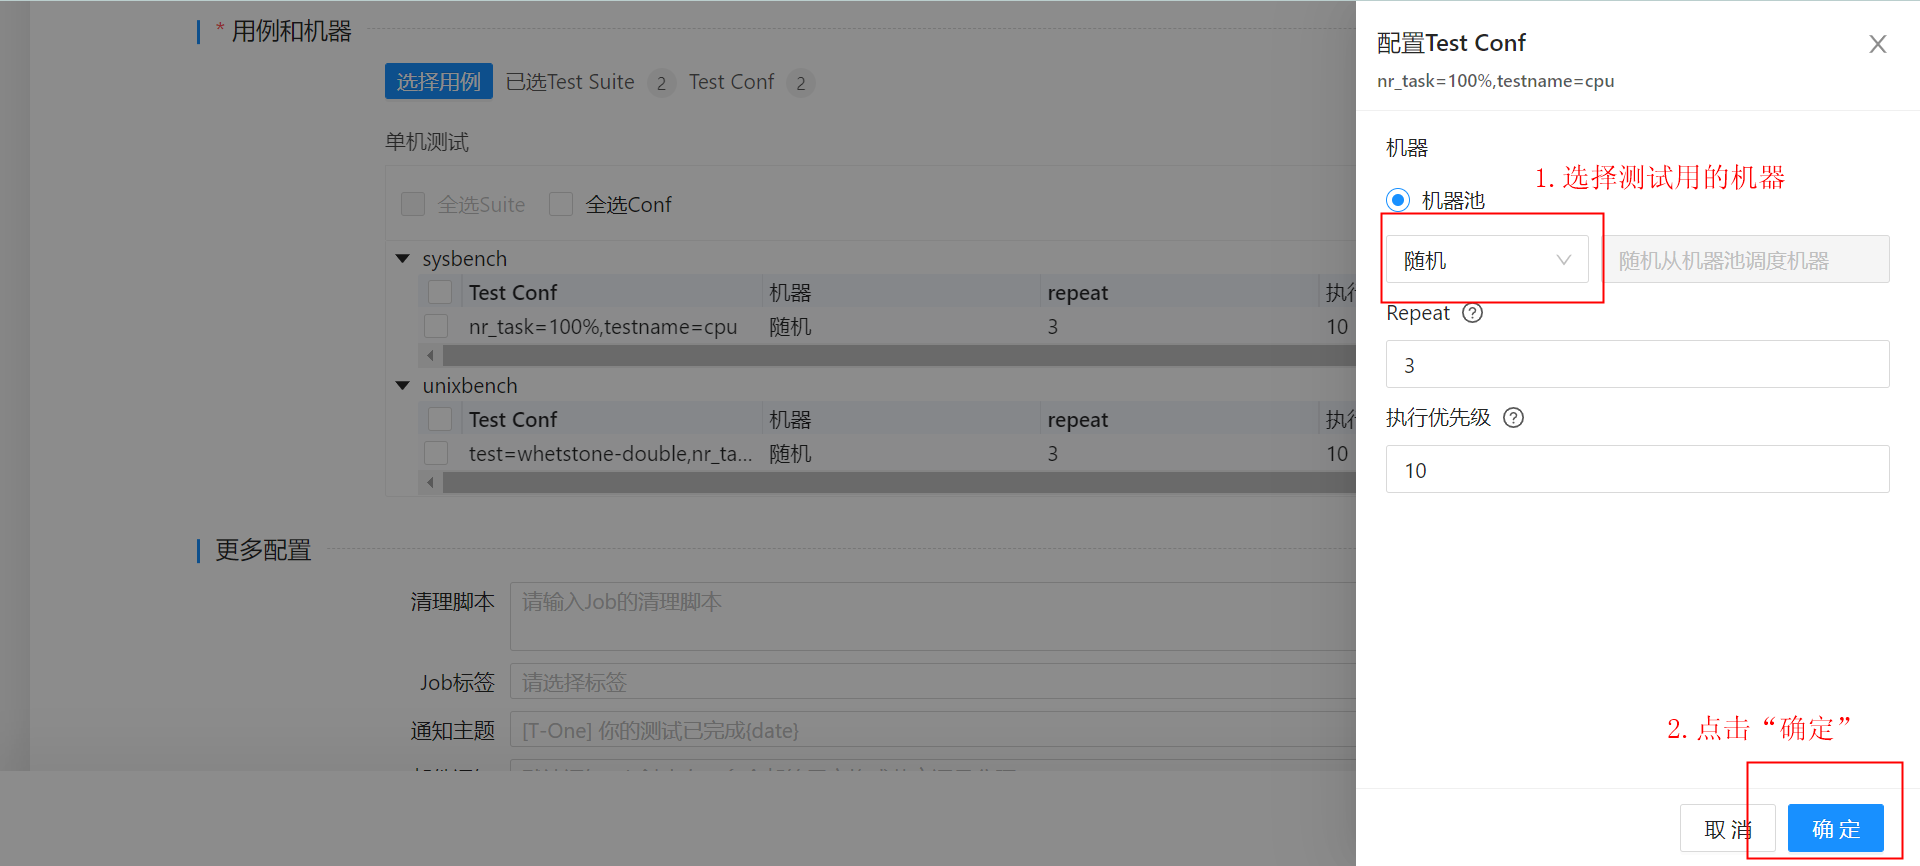 * 用例和机器
选择用例 已选Test Suite 2 Test Conf 2
单机测试
全选Suite 全选Conf
sysbench
Test Conf 机器 repeat 执行
nr_task=100%,testname=cpu 随机 3 10
unixbench
Test Conf 机器 repeat 执行
test=whetstone-double,nr_ta... 随机 3 10
更多配置
清理脚本 请输入Job的清理脚本
Job标签 请选择标签
通知主题 [T-One] 你的测试已完成{date}
配置Test Conf
nr_task=100%,testname=cpu
机器
1. 选择测试用的机器
机器池
随机 随机从机器池调度机器
Repeat
3
执行优先级
10
2. 点击“确定”
取 消 确 定